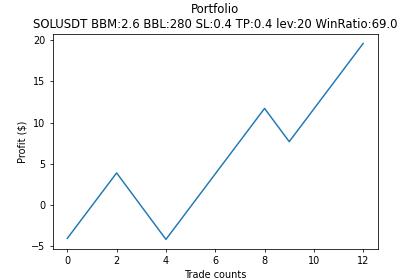 Portfolio
SOLUSDT BBM:2.6 BBL:280 SL:0.4 TP:0.4 lev:20 WinRatio:69.0
20
15
10
5
0
−5
Profit ($)
0 2 4 6 8 10 12
Trade counts